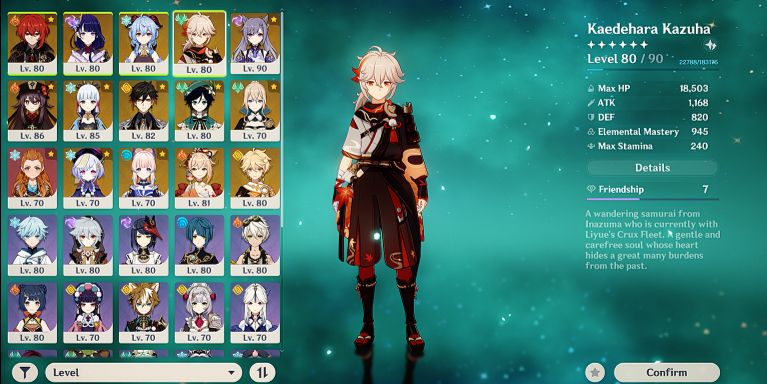 Lv. 80
Lv. 80
Lv. 80
Lv. 80
Lv. 90
Lv. 86
Lv. 85
Lv. 82
Lv. 80
Lv. 70
Lv. 70
Lv. 70
Lv. 70
Lv. 81
Lv. 80
Lv. 80
Lv. 80
Lv. 80
Lv. 80
Lv. 80
Lv. 80
Lv. 70
Lv. 70
Lv. 70
Lv. 70
Level
Kaedehara Kazuha
Level 80 / 90
22788/183175
Max HP 18,503
ATK 1,168
DEF 820
Elemental Mastery 945
Max Stamina 240
Details
Friendship 7
A wandering samurai from
Inazuma who is currently with
Liyue's Crux Fleet. A gentle and
carefree soul whose heart
hides a great many burdens
from the past.
Confirm